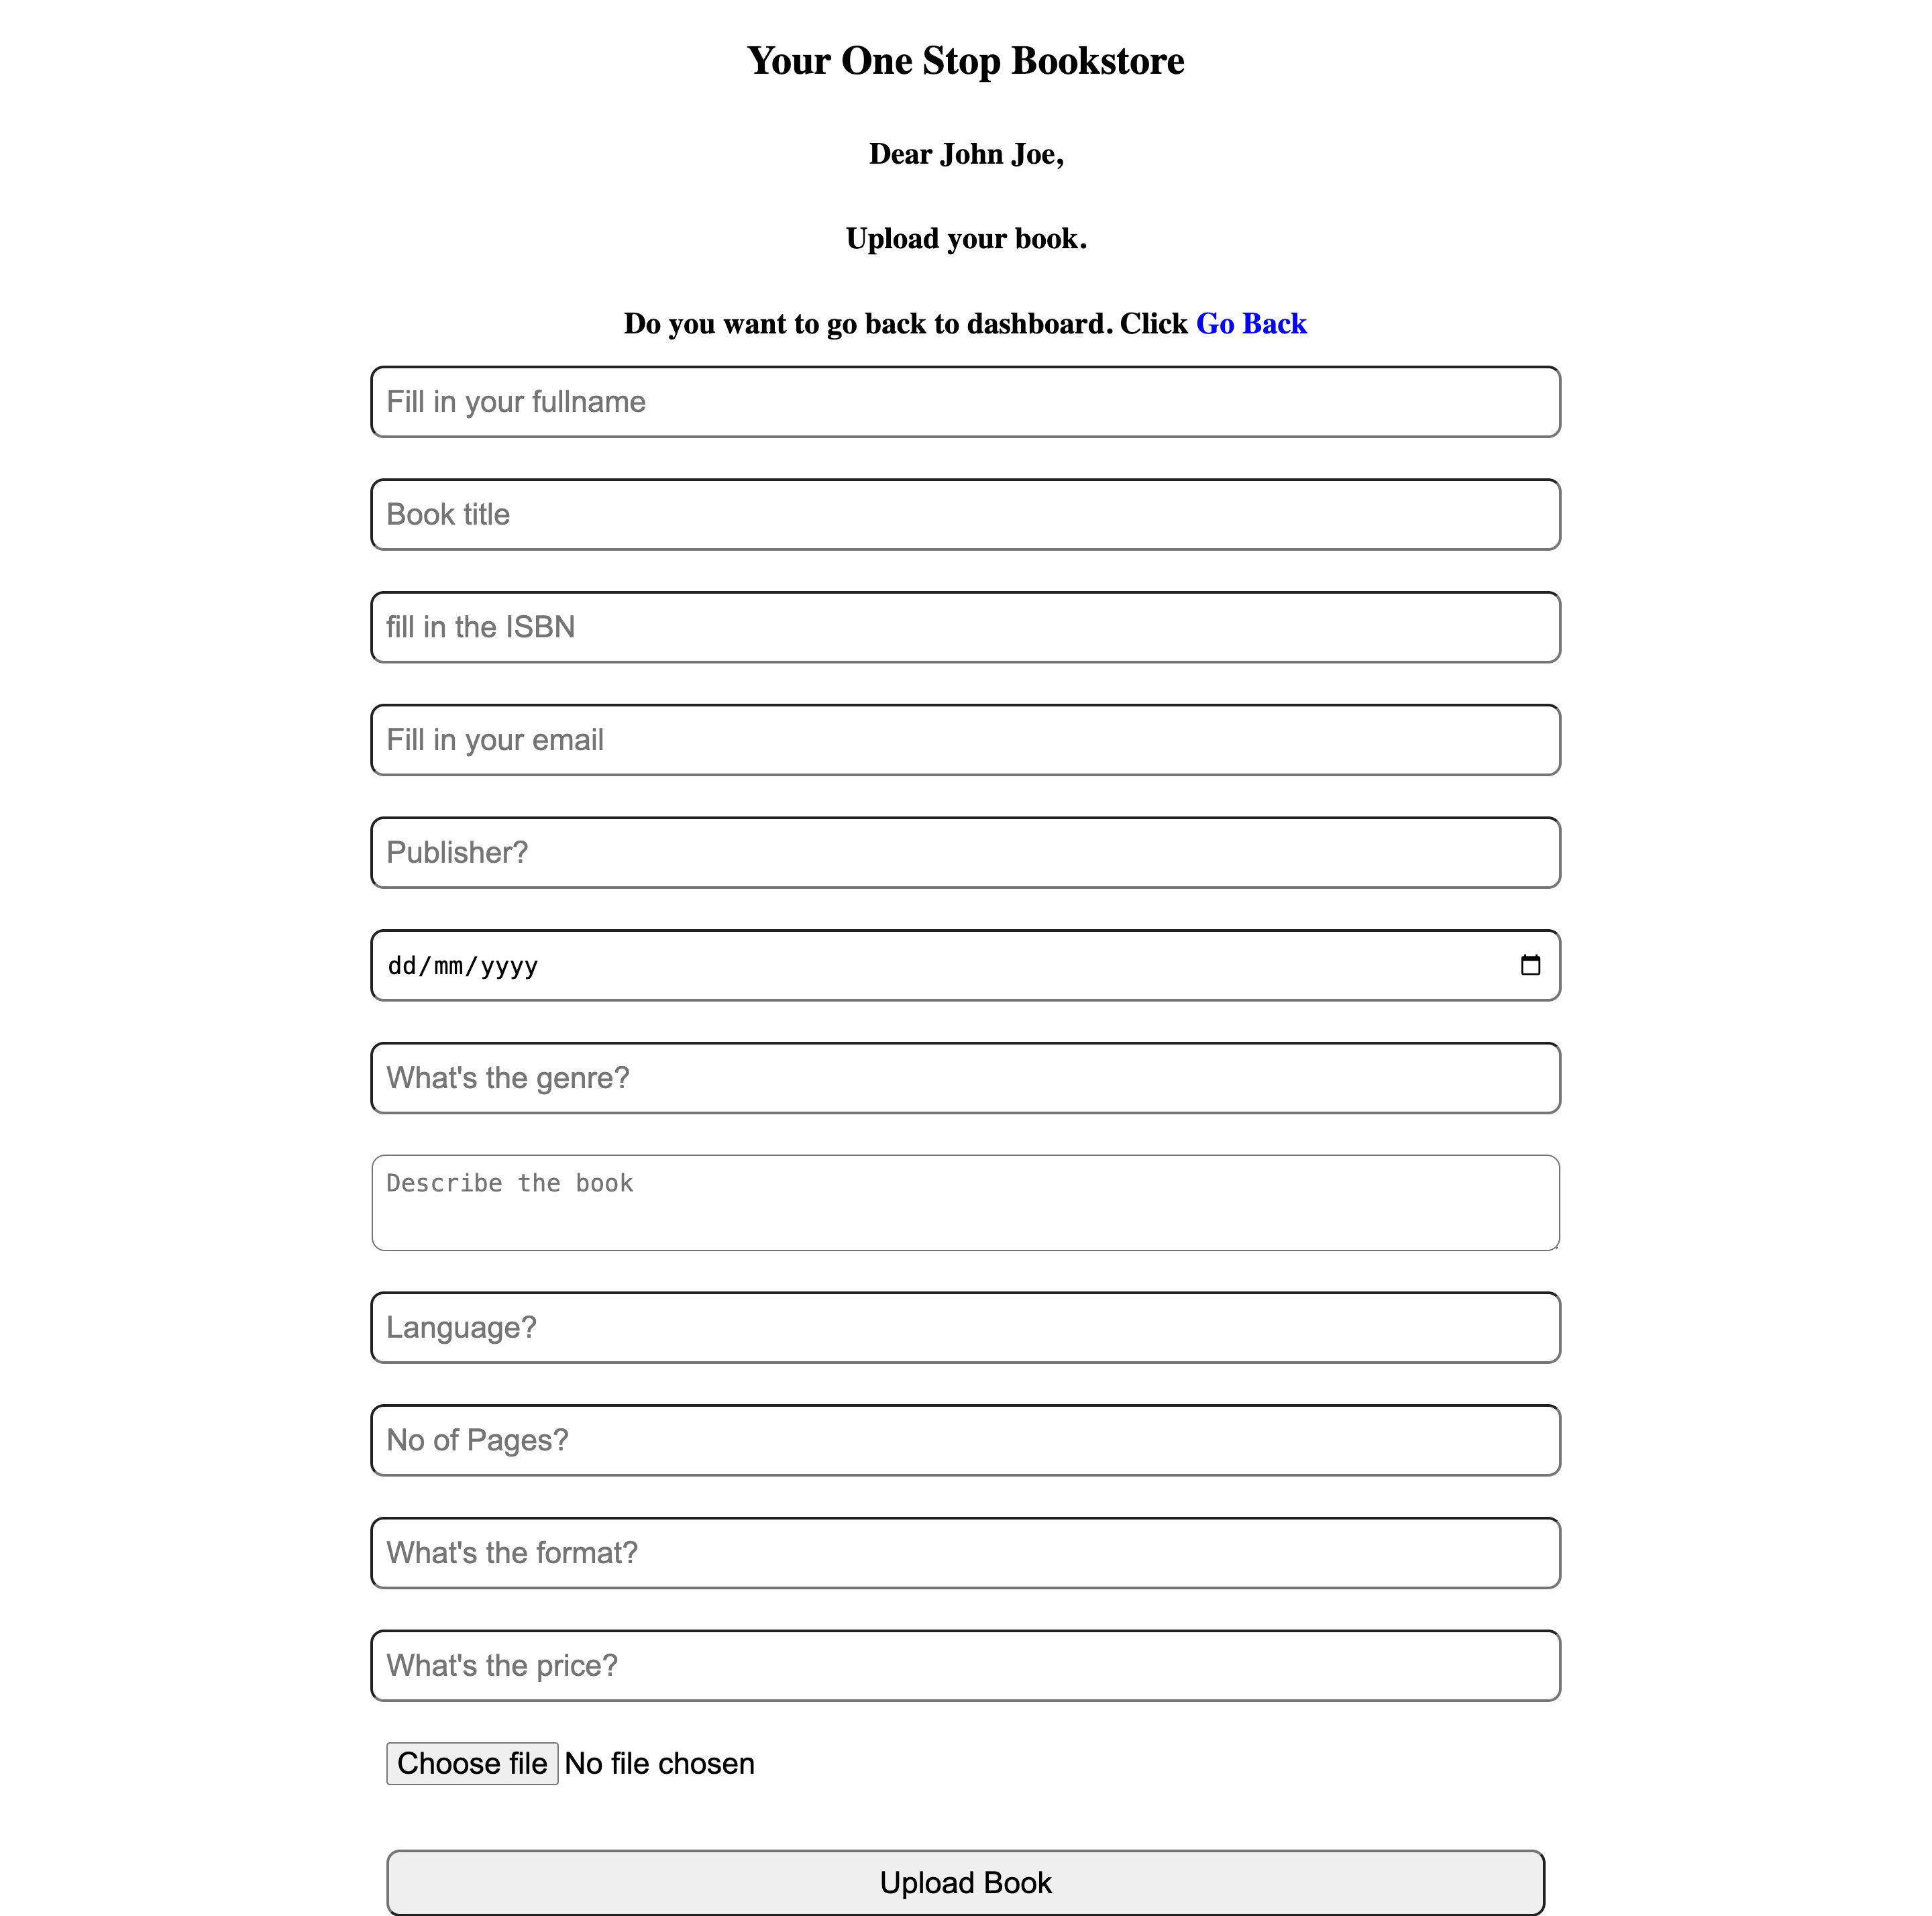 Your One Stop Bookstore
Dear John Joe,
Upload your book.
Do you want to go back to dashboard. Click Go Back
Fill in your fullname
Book title
fill in the ISBN
Fill in your email
Publisher?
dd/mm/yyyy
What's the genre?
Describe the book
Language?
No of Pages?
What's the format?
What's the price?
Choose file No file chosen
Upload Book